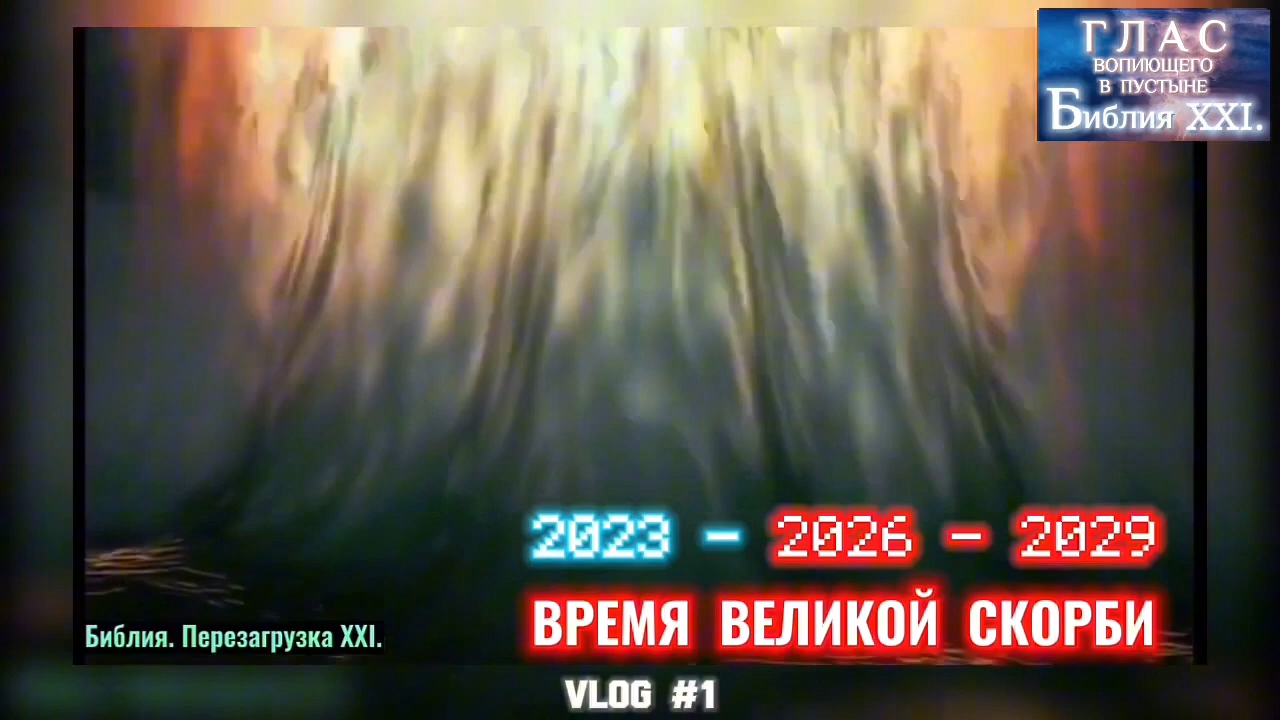 ГЛАС
ВОПИЮЩЕГО
В ПУСТЫНЕ
Библия XXI.
2023 - 2026 - 2029
ВРЕМЯ ВЕЛИКОЙ СКОРБИ
Библия. Перезагрузка XXI.
VLOG #1